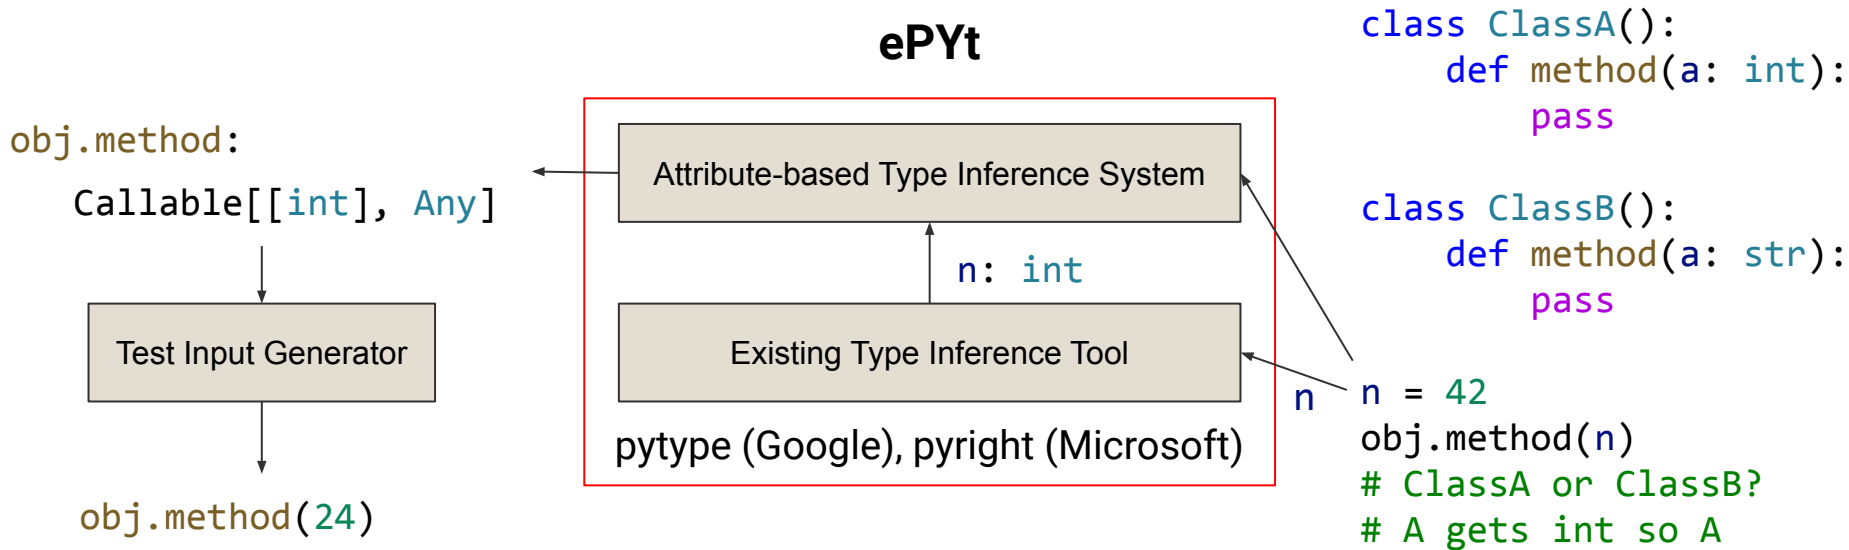 ePYt
obj.method:
Callable[[int], Any]
Test Input Generator
obj.method(24)
Attribute-based Type Inference System
n: int
Existing Type Inference Tool
pytype (Google), pyright (Microsoft)
n
class ClassA():
    def method(a: int):
        pass
class ClassB():
    def method(a: str):
        pass
n = 42
obj.method(n)
# ClassA or ClassB?
# A gets int so A